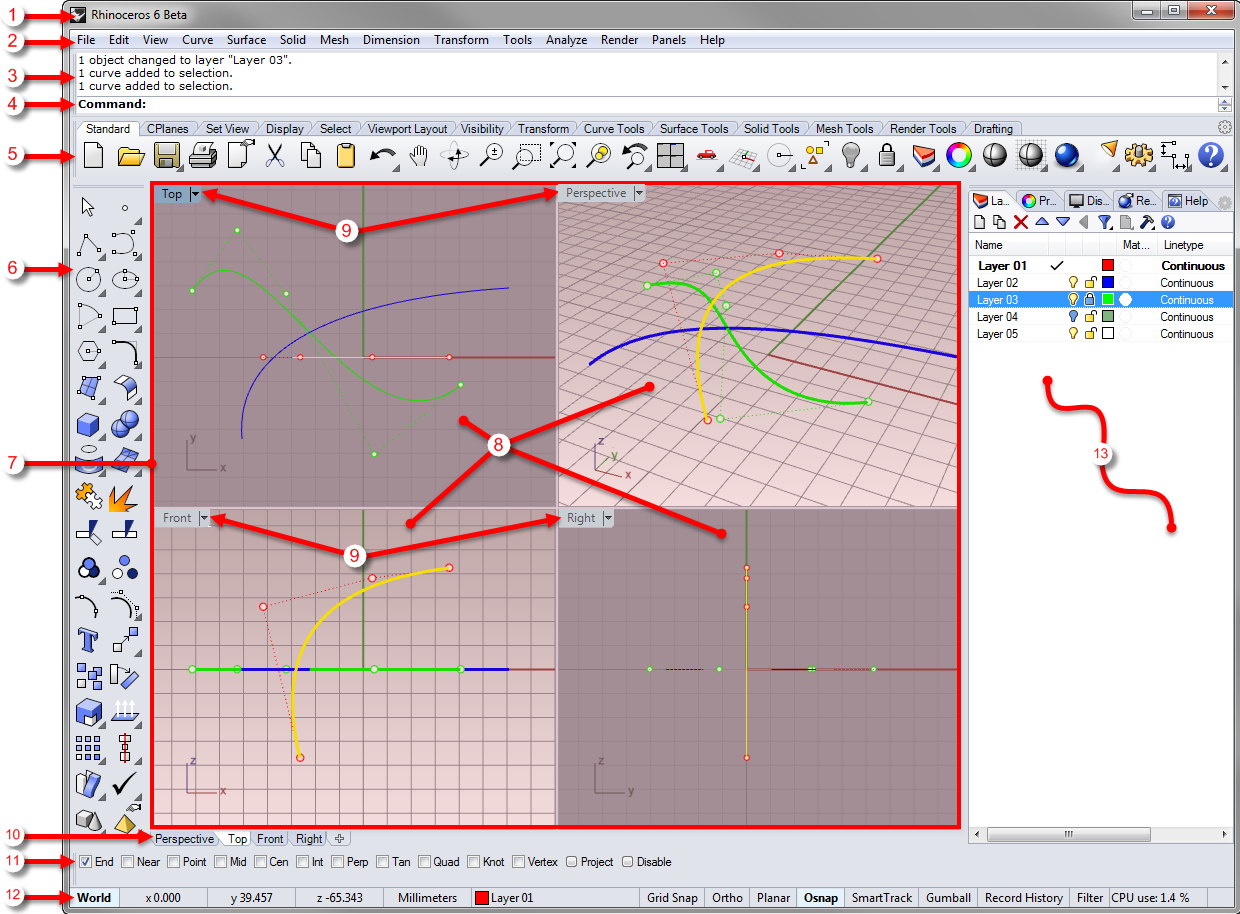 1
Rhinoceros 6 Beta
2
File Edit View Curve Surface Solid Mesh Dimension Transform Tools Analyze Render Panels Help
1 object changed to layer "Layer 03".
3
1 curve added to selection.
1 curve added to selection.
4
Command:
Standard CPlanes Set View Display Select Viewport Layout Visibility Transform Curve Tools Surface Tools Solid Tools Mesh Tools Render Tools Drafting
5
Top
Perspective
9
La... Pr... Dis... Re... Help
Name Mat... Linetype
6
Layer 01 Continuous
Layer 02 Continuous
Layer 03 Continuous
Layer 04 Continuous
Layer 05 Continuous
8
y
x
z
y
x
7
13
Front
Right
9
z
x
z
y
10
Perspective Top Front Right
11
End Near Point Mid Cen Int Perp Tan Quad Knot Vertex Project Disable
12
World x 0.000 y 39.457 z -65.343 Millimeters Layer 01 Grid Snap Ortho Planar Osnap SmartTrack Gumball Record History Filter CPU use: 1.4 %